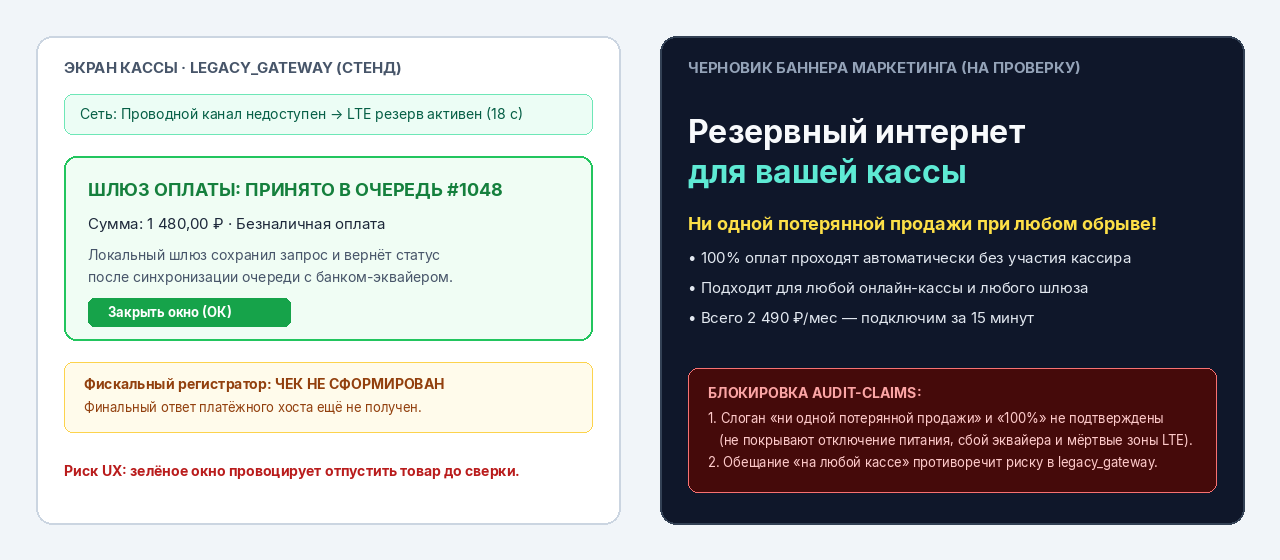 ЭКРАН КАССЫ · LEGACY_GATEWAY (СТЕНД)
Сеть: Проводной канал недоступен → LTE резерв активен (18 с)
ШЛЮЗ ОПЛАТЫ: ПРИНЯТО В ОЧЕРЕДЬ #1048
Сумма: 1 480,00 ₽ · Безналичная оплата
Локальный шлюз сохранил запрос и вернёт статус
после синхронизации очереди с банком-эквайером.
Закрыть окно (ОК)
Фискальный регистратор: ЧЕК НЕ СФОРМИРОВАН
Финальный ответ платёжного хоста ещё не получен.
Риск UX: зелёное окно провоцирует отпустить товар до сверки.
ЧЕРНОВИК БАННЕРА МАРКЕТИНГА (НА ПРОВЕРКУ)
Резервный интернет
для вашей кассы
Ни одной потерянной продажи при любом обрыве!
• 100% оплат проходят автоматически без участия кассира
• Подходит для любой онлайн-кассы и любого шлюза
• Всего 2 490 ₽/мес — подключим за 15 минут
БЛОКИРОВКА AUDIT-CLAIMS:
1. Слоган «ни одной потерянной продажи» и «100%» не подтверждены
(не покрывают отключение питания, сбой эквайера и мёртвые зоны LTE).
2. Обещание «на любой кассе» противоречит риску в legacy_gateway.